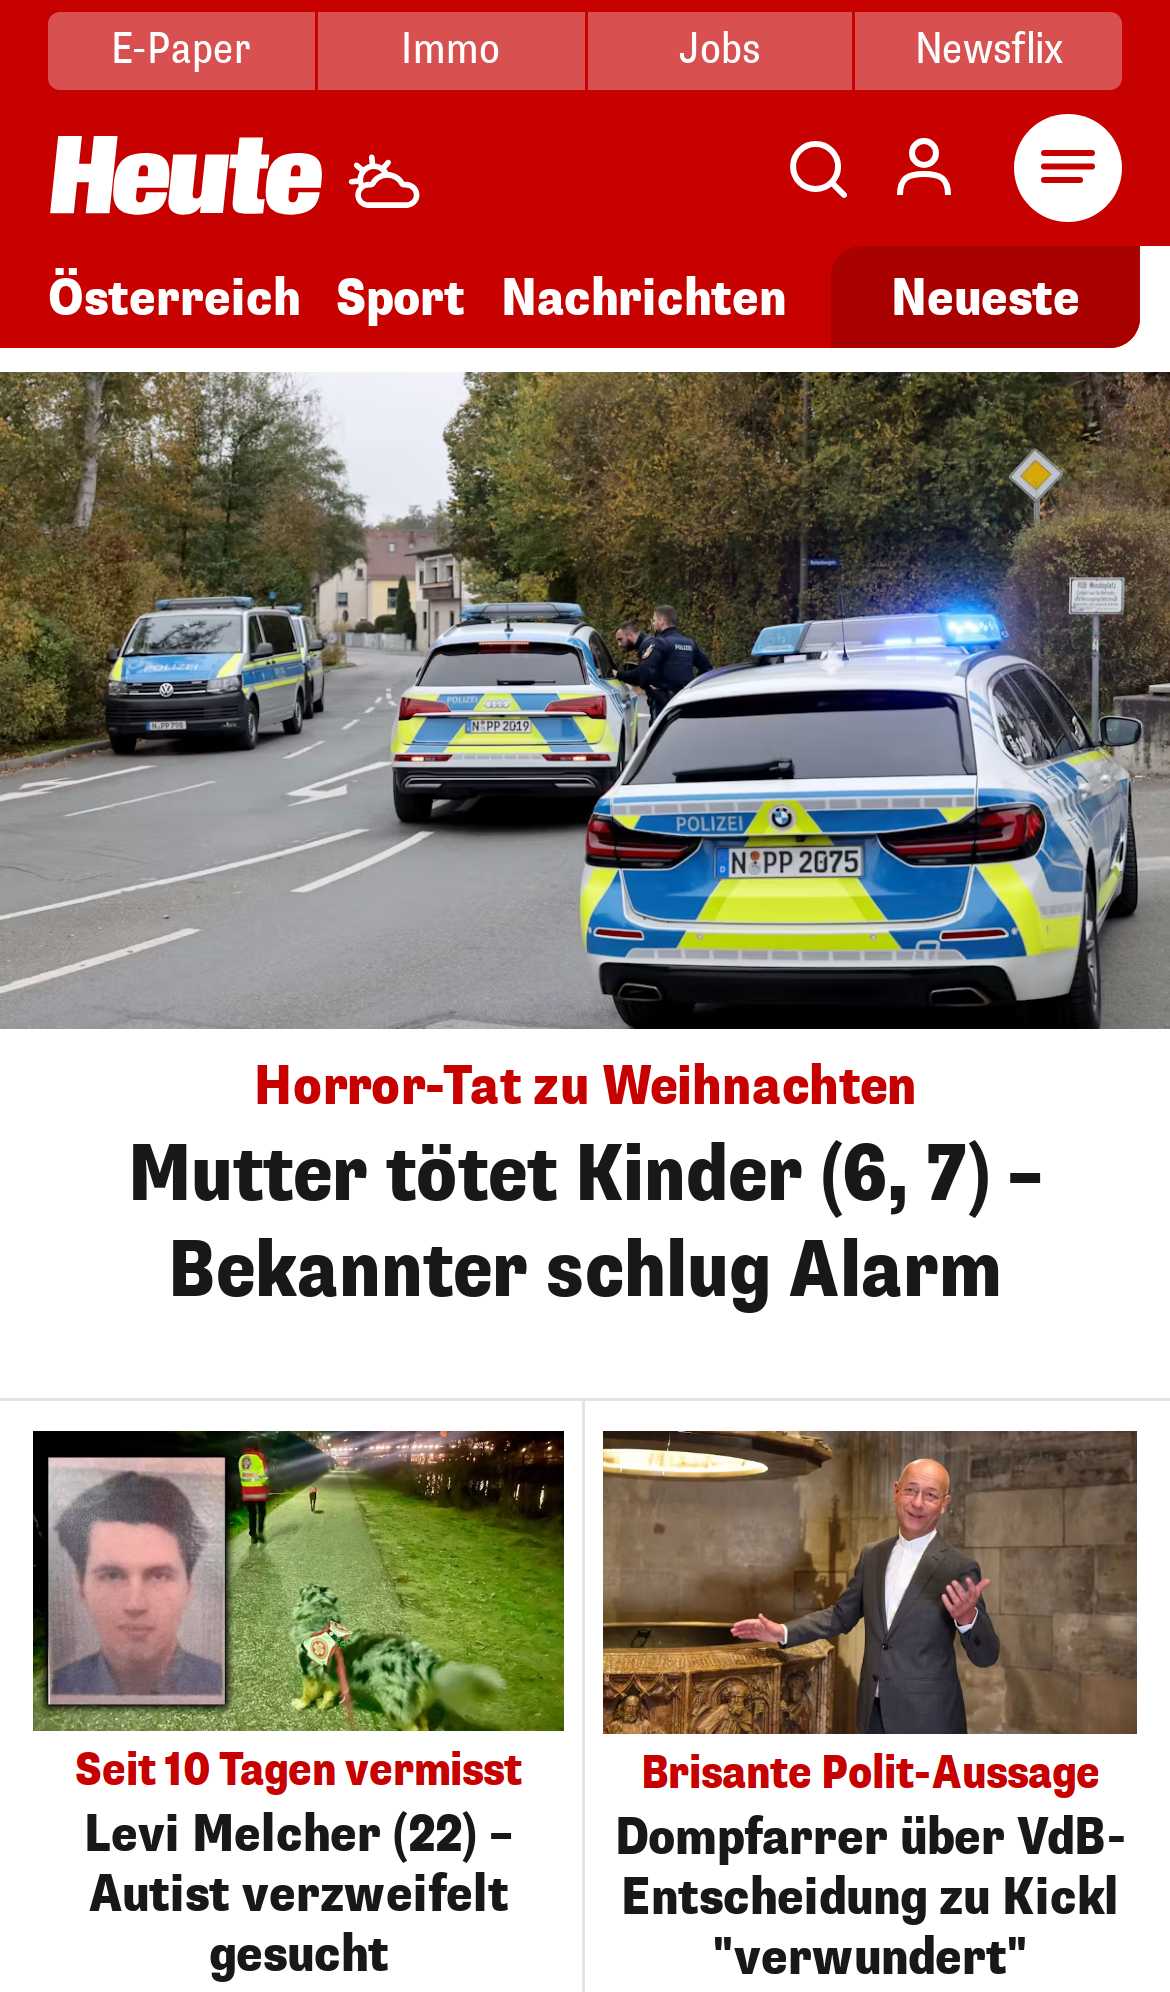 E-Paper
Immo
Jobs
Newsflix
Heute
Österreich
Sport
Nachrichten
Neueste
POLIZEI
POLIZEI
POLIZEI
N PP 2019
POLIZEI
N PP 2075
Horror-Tat zu Weihnachten
Mutter tötet Kinder (6, 7) –
Bekannter schlug Alarm
Seit 10 Tagen vermisst
Levi Melcher (22) –
Autist verzweifelt
gesucht
Brisante Polit-Aussage
Dompfarrer über VdB-
Entscheidung zu Kickl
"verwundert"